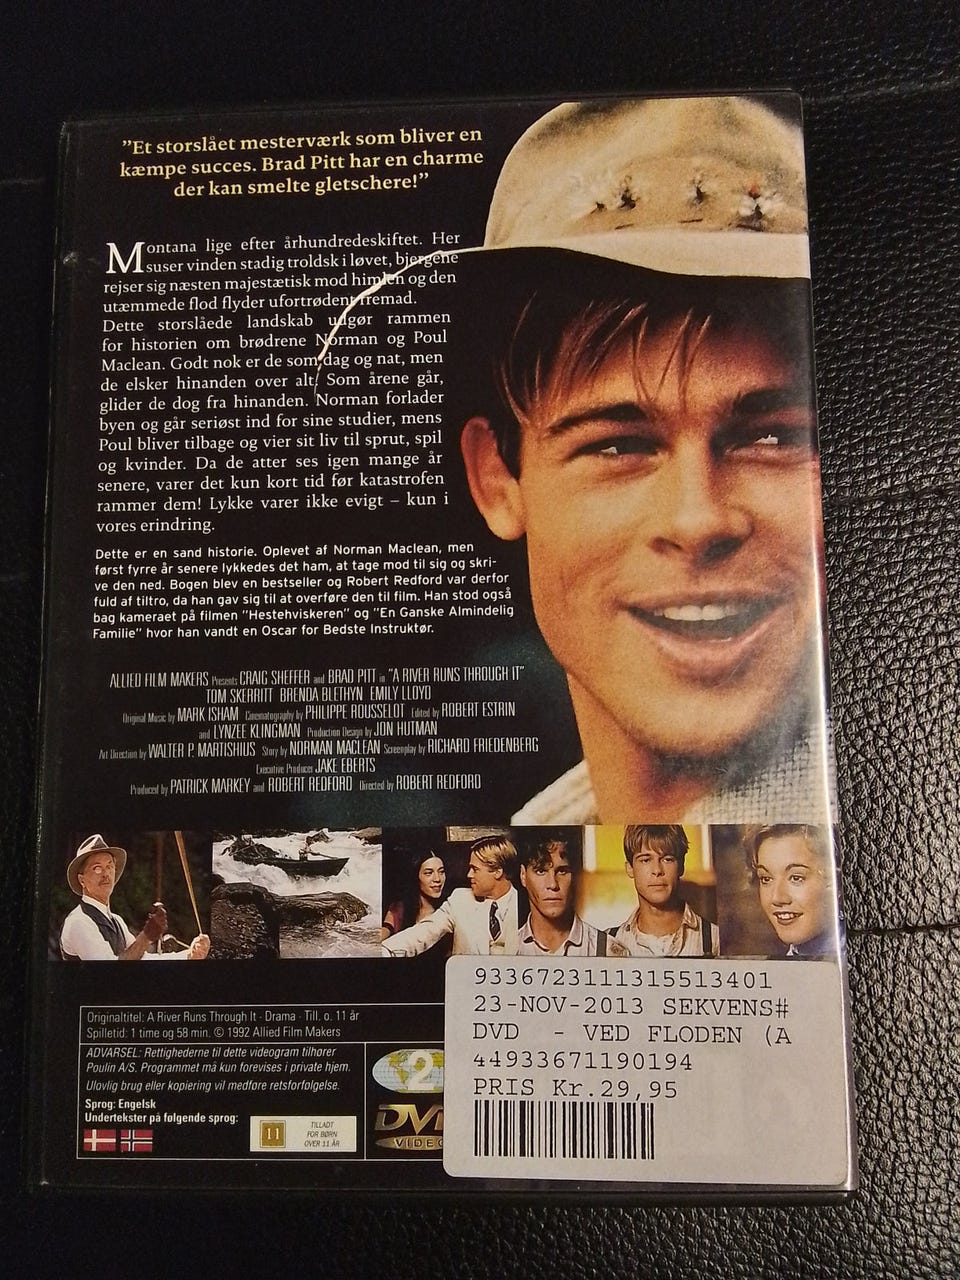 ”Et storslået mesterværk som bliver en
kæmpe succes. Brad Pitt har en charme
der kan smelte gletschere!”
Montana lige efter århundredeskiftet. Her
suser vinden stadig troldsk i løvet, bjergene
rejser sig næsten majestætisk mod himlen og den
utæmmede flod flyder ufortrødent fremad.
Dette storslåede landskab udgør rammen
for historien om brødrene Norman og Poul
Maclean. Godt nok er de som dag og nat, men
de elsker hinanden over alt. Som årene går,
glider de dog fra hinanden. Norman forlader
byen og går seriøst ind for sine studier, mens
Poul bliver tilbage og vier sit liv til sprut, spil
og kvinder. Da de atter ses igen mange år
senere, varer det kun kort tid før katastrofen
rammer dem! Lykke varer ikke evigt – kun i
vores erindring.
Dette er en sand historie. Oplevet af Norman Maclean, men
først fyrre år senere lykkedes det ham, at tage mod til sig og skri-
ve den ned. Bogen blev en bestseller og Robert Redford var derfor
fuld af tiltro, da han gav sig til at overføre den til film. Han stod også
bag kameraet på filmen "Hestehviskeren" og "En Ganske Almindelig
Familie" hvor han vandt en Oscar for Bedste Instruktør.
ALLIED FILM MAKERS Presents CRAIG SHEFFER and BRAD PITT in "A RIVER RUNS THROUGH IT"
TOM SKERRITT BRENDA BLETHYN EMILY LLOYD
Original Music by MARK ISHAM Cinematography by PHILIPPE ROUSSELOT Edited by ROBERT ESTRIN
and LYNZEE KLINGMAN Production Design by JON HUTMAN
Art Direction by WALTER P. MARTISHIUS Story by NORMAN MACLEAN Screenplay by RICHARD FRIEDENBERG
Executive Producer JAKE EBERTS
Produced by PATRICK MARKEY and ROBERT REDFORD Directed by ROBERT REDFORD
Originaltitel: A River Runs Through It - Drama - Till. o. 11 år
Spilletid: 1 time og 58 min. © 1992 Allied Film Makers
ADVARSEL: Rettighederne til dette videogram tilhører
Poulin A/S. Programmet må kun forevises i private hjem.
Ulovlig brug eller kopiering vil medføre retsforfølgelse.
Sprog: Engelsk
Undertekster på følgende sprog:
11
TILLADT
FOR BØRN
OVER 11 ÅR
2
DVD
VIDEO
9336723111315513401
23-NOV-2013 SEKVENS#
DVD - VED FLODEN (A
44933671190194
PRIS Kr.29,95